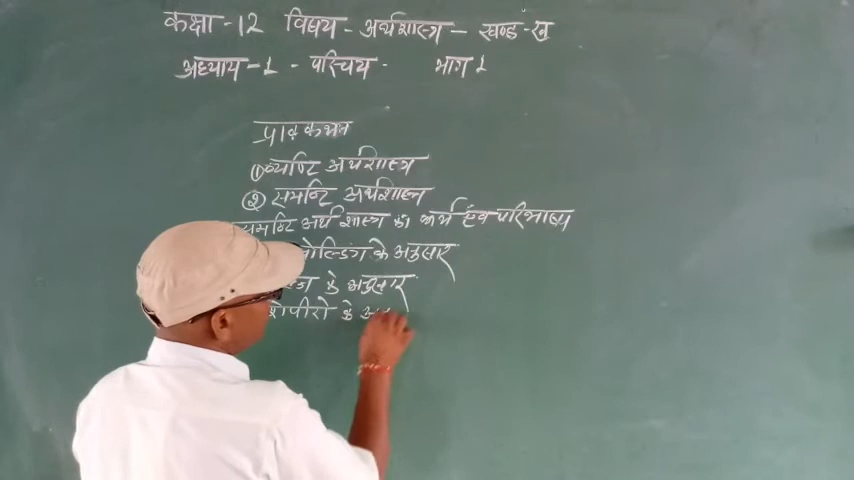 कक्षा - 12 विषय - अर्थशास्त्र - खण्ड - ख
अध्याय - 1 - परिचय - भाग 1
प्राक्कथन
① व्यष्टि अर्थशास्त्र
② समष्टि अर्थशास्त्र
समष्टि अर्थशास्त्र का अर्थ एंव परिभाषा
के अनुसार
के अनुसार
शेपीरो के